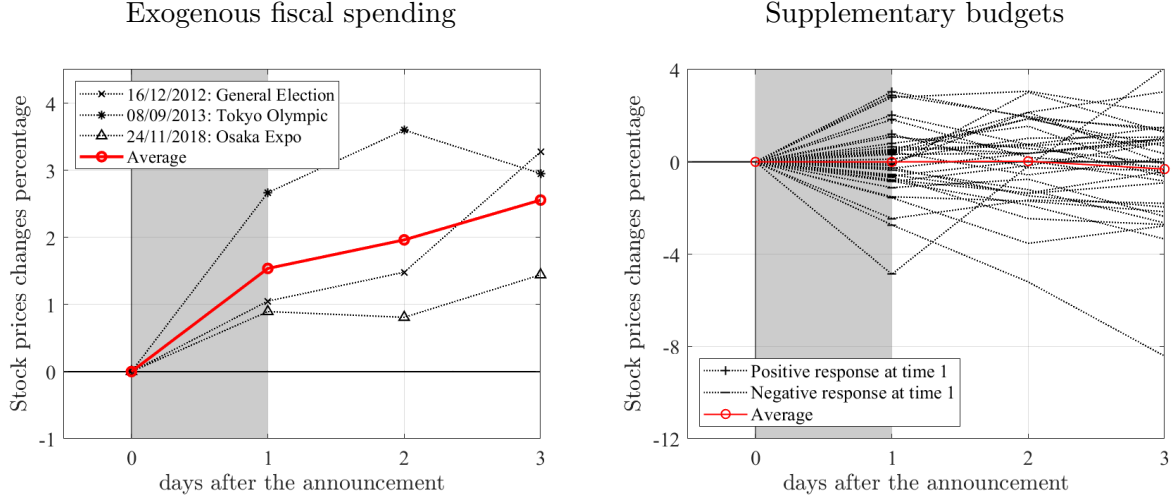 Exogenous fiscal spending
Stock prices changes percentage
4
3
2
1
0
-1
16/12/2012: General Election
08/09/2013: Tokyo Olympic
24/11/2018: Osaka Expo
Average
0 1 2 3
days after the announcement
Supplementary budgets
Stock prices changes percentage
4
0
-4
-8
-12
Positive response at time 1
Negative response at time 1
Average
0 1 2 3
days after the announcement